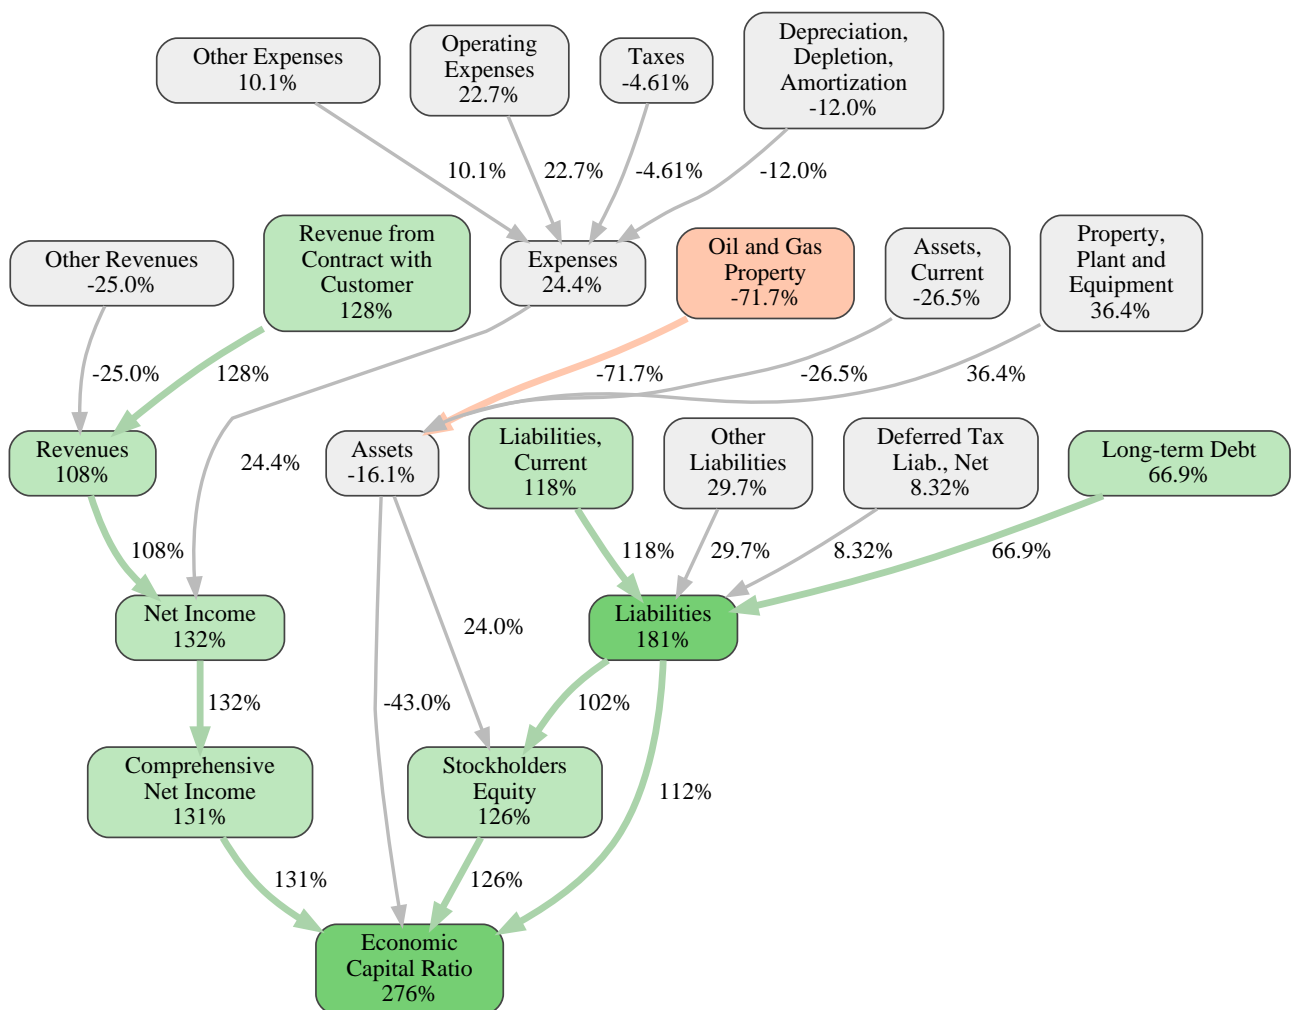 Other Expenses
10.1%
Operating
Expenses
22.7%
Taxes
-4.61%
Depreciation,
Depletion,
Amortization
-12.0%
10.1%
22.7%
-4.61%
-12.0%
Other Revenues
-25.0%
Revenue from
Contract with
Customer
128%
Expenses
24.4%
Oil and Gas
Property
-71.7%
Assets,
Current
-26.5%
Property,
Plant and
Equipment
36.4%
-25.0%
128%
-71.7%
-26.5%
36.4%
Revenues
108%
24.4%
Assets
-16.1%
Liabilities,
Current
118%
Other
Liabilities
29.7%
Deferred Tax
Liab., Net
8.32%
Long-term Debt
66.9%
108%
118%
29.7%
8.32%
66.9%
Net Income
132%
24.0%
Liabilities
181%
132%
-43.0%
102%
Comprehensive
Net Income
131%
Stockholders
Equity
126%
112%
131%
126%
Economic
Capital Ratio
276%